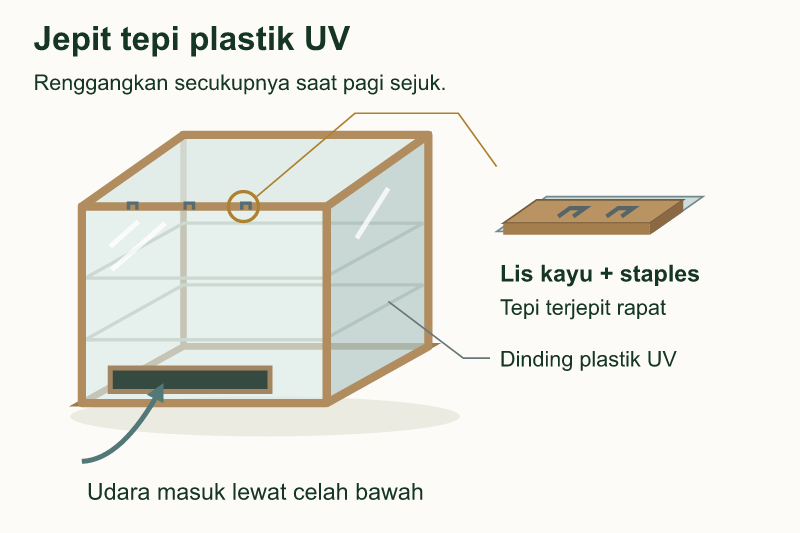 Jepit tepi plastik UV
Renggangkan secukupnya saat pagi sejuk.
Lis kayu + staples
Tepi terjepit rapat
Dinding plastik UV
Udara masuk lewat celah bawah